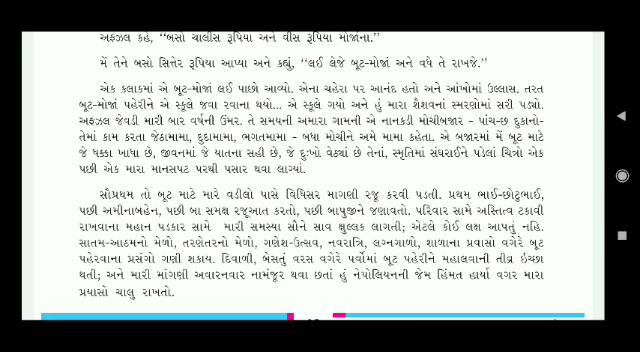 અફઝલ કહે, “બસો ચાલીસ રૂપિયા અને વીસ રૂપિયા મોજાંના.”
મેં તેને બસો સિત્તેર રૂપિયા આપ્યા અને કહ્યું, “લઈ લેજે બૂટ-મોજાં અને વધે તે રાખજે.”
એક કલાકમાં એ બૂટ-મોજાં લઈ પાછો આવ્યો. એના ચહેરા પર આનંદ હતો અને આંખોમાં ઉલ્લાસ. તરત
બૂટ-મોજાં પહેરીને એ સ્કૂલે જવા રવાના થયો... એ સ્કૂલે ગયો અને હું મારા શૈશવનાં સ્મરણોમાં સરી પડ્યો.
અફઝલ જેવડી મારી બાર વર્ષની ઉંમર. તે સમયની અમારા ગામની એ નાનકડી મોચીબજાર - પાંચ-છ દુકાનો-
તેમાં કામ કરતા જેઠામામા, દુદામામા, ભગતમામા - બધા મોચીને અમે મામા કહેતા. એ બજારમાં મેં બૂટ માટે
જે ધક્કા ખાધા છે, જીવનમાં જે યાતના સહી છે, જે દુઃખો વેઠ્યાં છે તેનાં, સ્મૃતિમાં સંઘરાઈને પડેલાં ચિત્રો એક
પછી એક મારા માનસપટ પરથી પસાર થવા લાગ્યાં.
સૌપ્રથમ તો બૂટ માટે મારે વડીલો પાસે વિધિસર માગણી રજૂ કરવી પડતી. પ્રથમ ભાઈ-છોટુભાઈ,
પછી અમીનાબહેન, પછી બા સમક્ષ રજૂઆત કરતો, પછી બાપુજીને જણાવતો. પરિવાર સામે અસ્તિત્વ ટકાવી
રાખવાના મહાન પડકાર સામે મારી સમસ્યા સૌને સાવ ક્ષુલ્લક લાગતી; એટલે કોઈ લક્ષ આપતું નહિ.
સાતમ-આઠમનો મેળો, તરણેતરનો મેળો, ગણેશ-ઉત્સવ, નવરાત્રિ, લગ્નગાળો, શાળાના પ્રવાસો વગેરે બૂટ
પહેરવાના પ્રસંગો ગણી શકાય. દિવાળી, બેસતું વરસ વગેરે પર્વોમાં બૂટ પહેરીને મહાલવાની તીવ્ર ઇચ્છા
થતી; અને મારી માંગણી અવારનવાર નામંજૂર થવા છતાં હું નેપોલિયનની જેમ હિંમત હાર્યા વગર મારા
પ્રયાસો ચાલુ રાખતો.